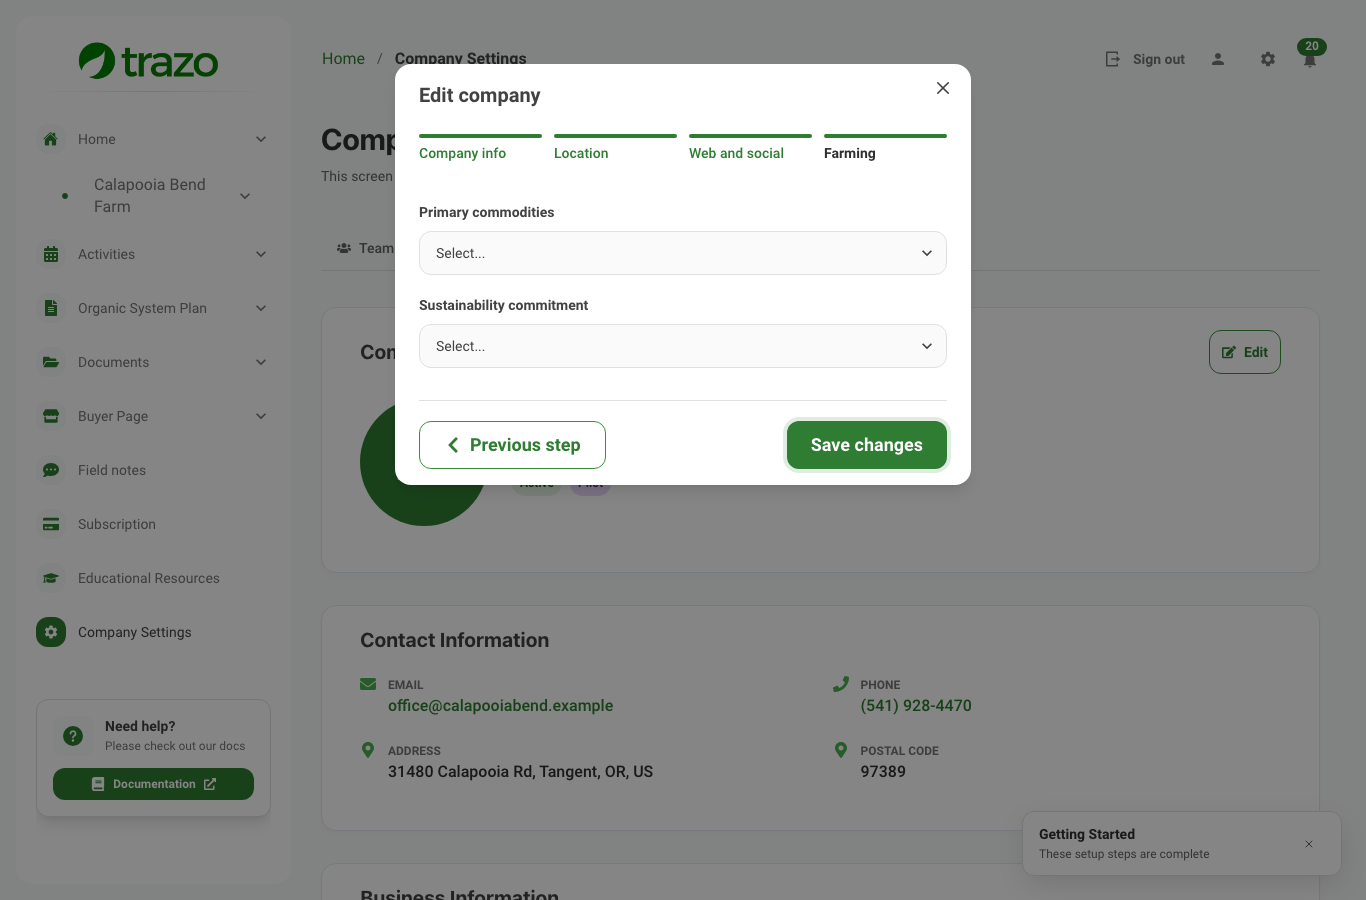 trazo
Home
Calapooia Bend
Farm
Activities
Organic System Plan
Documents
Buyer Page
Field notes
Subscription
Educational Resources
Company Settings
Need help?
Please check out our docs
Documentation
Home / Company Settings
Sign out
20
This screen
Team
Edit
Edit company
Company info
Location
Web and social
Farming
Primary commodities
Select...
Sustainability commitment
Select...
Previous step
Save changes
Contact Information
EMAIL
office@calapooiabend.example
PHONE
(541) 928-4470
ADDRESS
31480 Calapooia Rd, Tangent, OR, US
POSTAL CODE
97389
Business Information
Getting Started
These setup steps are complete